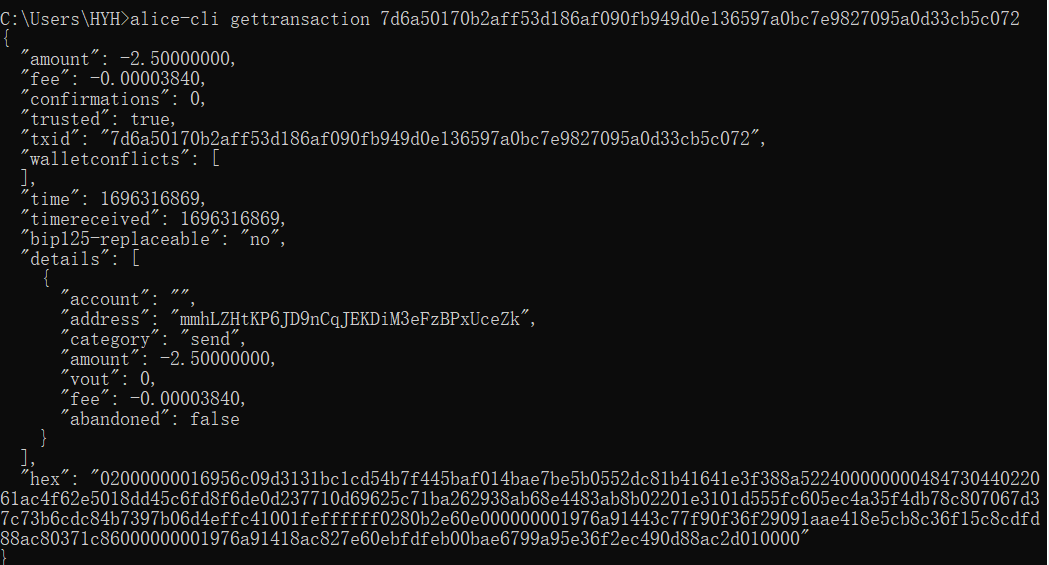 C:\Users\HYH>alice-cli gettransaction 7d6a50170b2aff53d186af090fb949d0e136597a0bc7e9827095a0d33cb5c072
{
  "amount": -2.50000000,
  "fee": -0.00003840,
  "confirmations": 0,
  "trusted": true,
  "txid": "7d6a50170b2aff53d186af090fb949d0e136597a0bc7e9827095a0d33cb5c072",
  "walletconflicts": [
  ],
  "time": 1696316869,
  "timereceived": 1696316869,
  "bip125-replaceable": "no",
  "details": [
    {
      "account": "",
      "address": "mmhLZHtKP6JD9nCqJEKDiM3eFzBPxUceZk",
      "category": "send",
      "amount": -2.50000000,
      "vout": 0,
      "fee": -0.00003840,
      "abandoned": false
    }
  ],
  "hex": "02000000016956c09d3131bc1cd54b7f445baf014bae7be5b0552dc81b41641e3f388a52240000000048473044022061ac4f62e5018dd45c6fd8f6de0d237710d69625c71ba262938ab68e4483ab8b02201e3101d555fc605ec4a35f4db78c807067d3
7c73b6cdc84b7397b06d4effc41001feffffff0280b2e60e000000001976a91443c77f90f36f29091aae418e5cb8c36f15c8cdfd
88ac80371c86000000001976a91418ac827e60ebfdfeb00bae6799a95e36f2ec490d88ac2d010000"
}